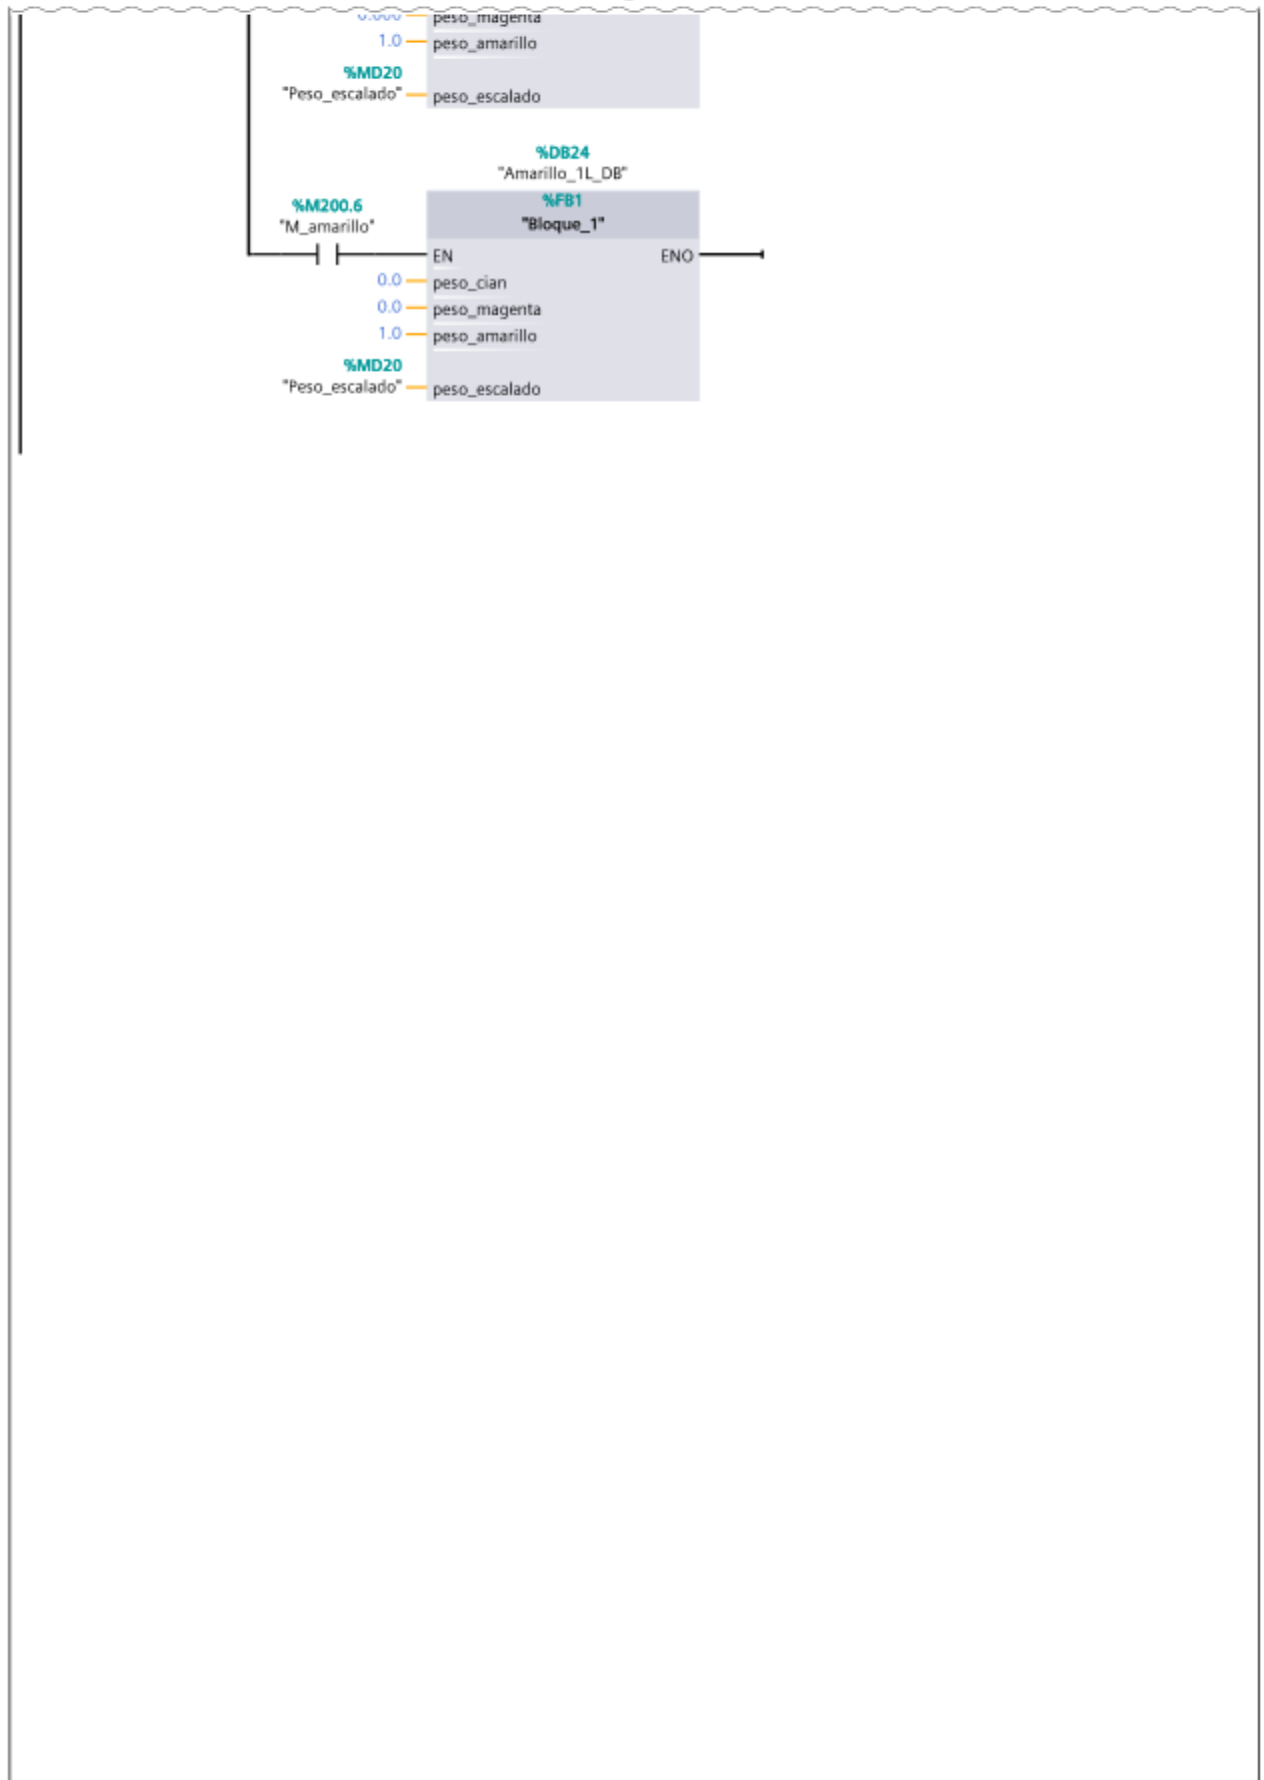 peso_magenta
1.0 peso_amarillo
%MD20
"Peso_escalado" peso_escalado
%DB24
"Amarillo_1L_DB"
%M200.6 %FB1
"M_amarillo" "Bloque_1"
EN ENO
0.0 peso_cian
0.0 peso_magenta
1.0 peso_amarillo
%MD20
"Peso_escalado" peso_escalado